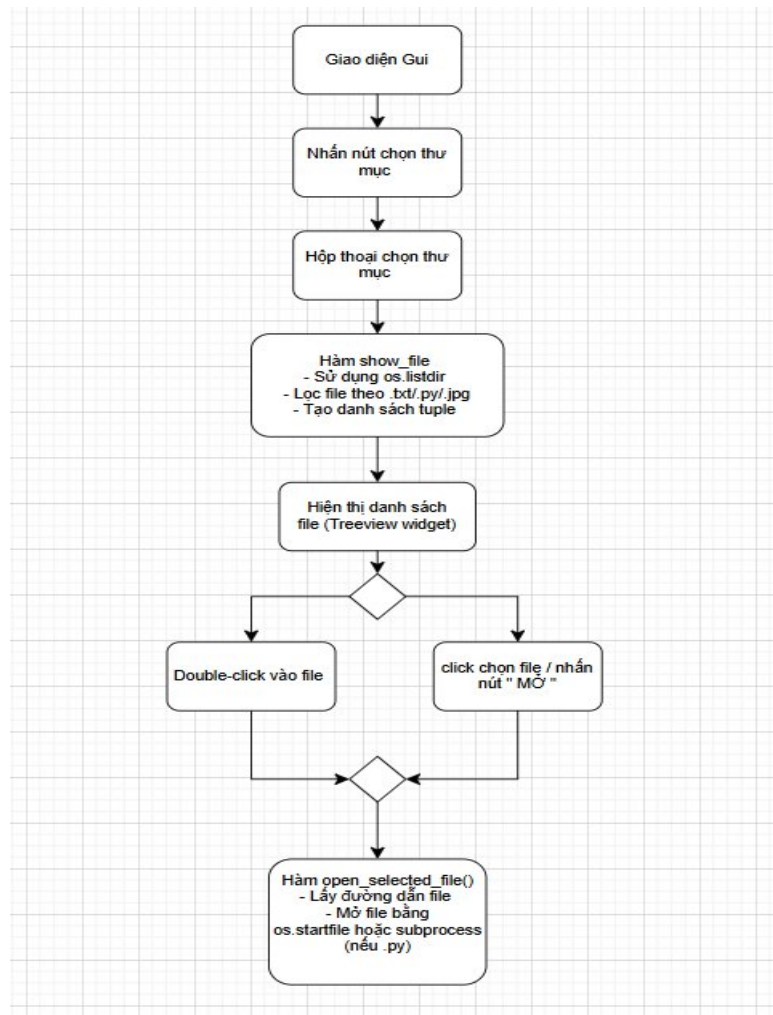 Giao diện Gui
Nhấn nút chọn thư
mục
Hộp thoại chọn thư
mục
Hàm show_file
- Sử dụng os.listdir
- Lọc file theo .txt/.py/.jpg
- Tạo danh sách tuple
Hiện thị danh sách
file (Treeview widget)
Double-click vào file
click chọn file / nhấn
nút " MỞ "
Hàm open_selected_file()
- Lấy đường dẫn file
- Mở file bằng
os.startfile hoặc subprocess
(nếu .py)